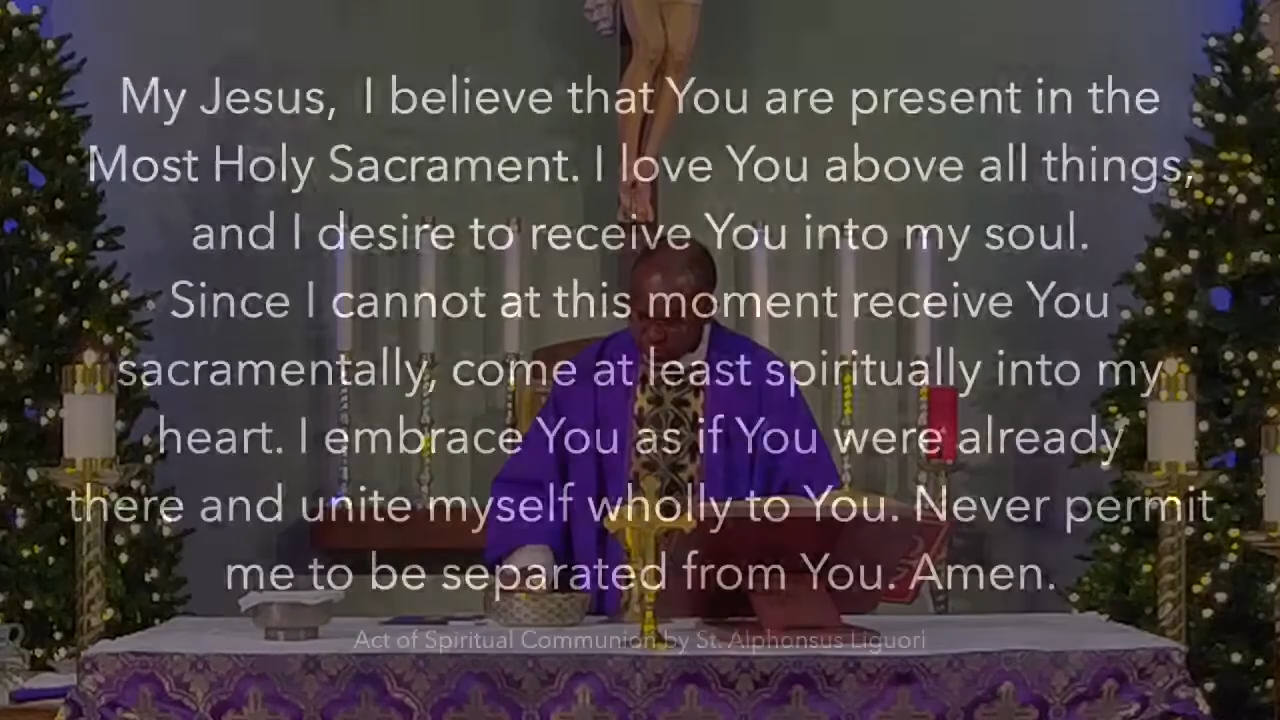 My Jesus, I believe that You are present in the
Most Holy Sacrament. I love You above all things,
and I desire to receive You into my soul.
Since I cannot at this moment receive You
sacramentally, come at least spiritually into my
heart. I embrace You as if You were already
there and unite myself wholly to You. Never permit
me to be separated from You. Amen.
Act of Spiritual Communion by St. Alphonsus Liguori